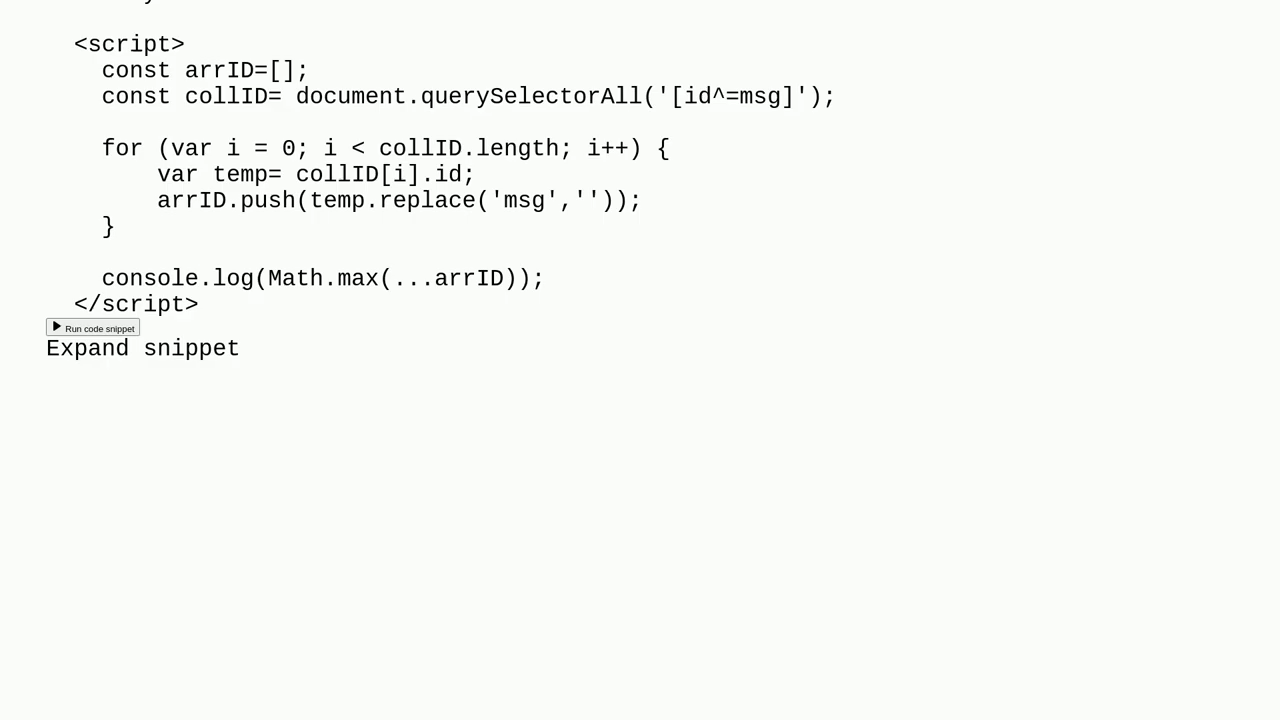 <script>
const arrID=[];
const collID= document.querySelectorAll('[id^=msg]');
for (var i = 0; i < collID.length; i++) {
var temp= collID[i].id;
arrID.push(temp.replace('msg',''));
}
console.log(Math.max(...arrID));
</script>
Run code snippet
Expand snippet